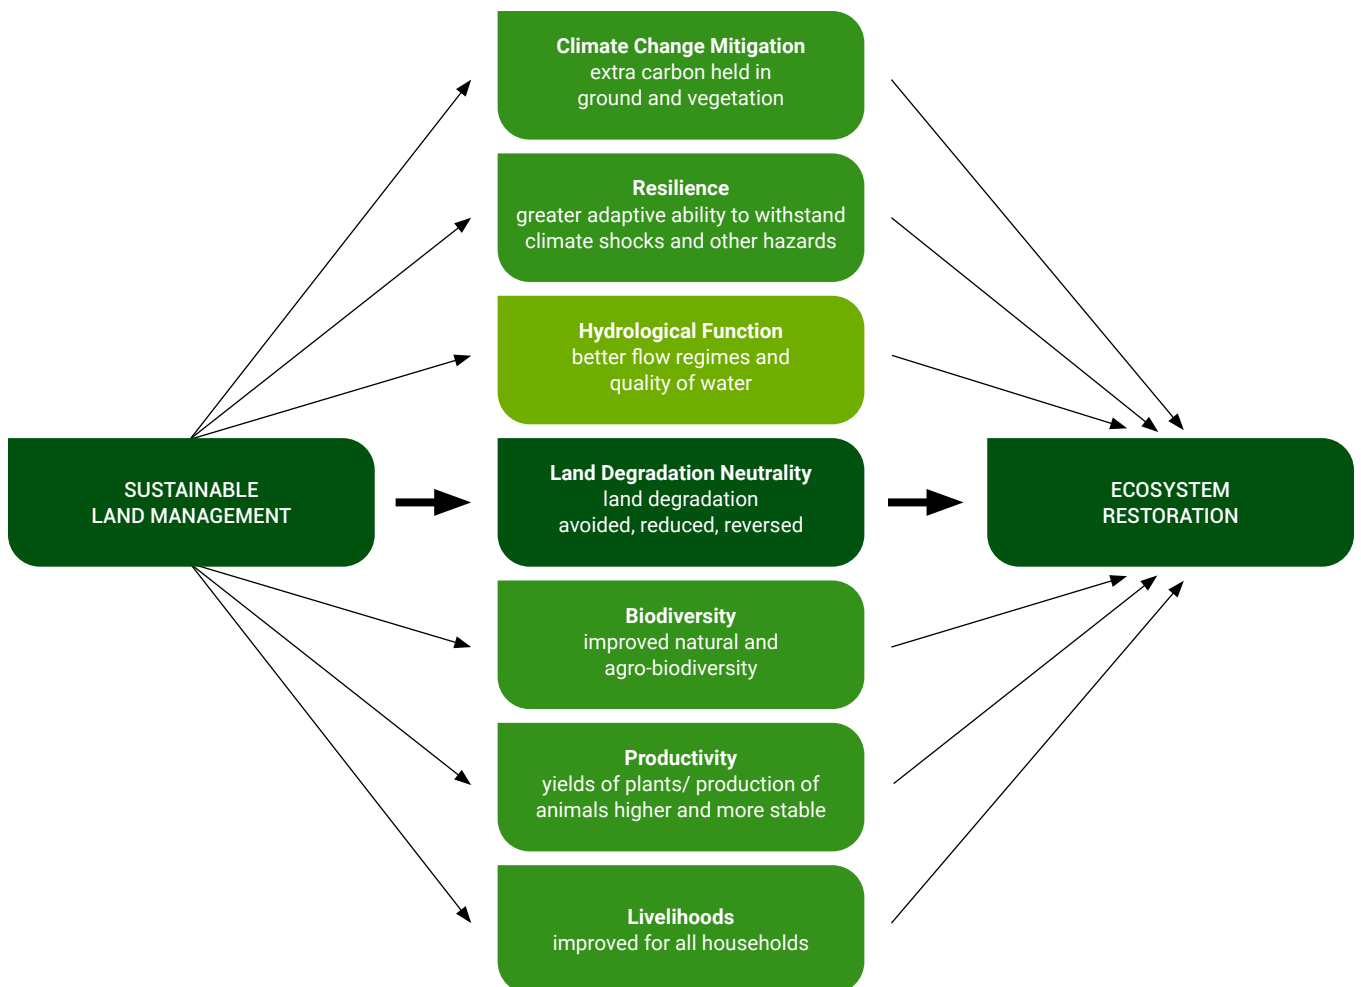 Climate Change Mitigation
extra carbon held in
ground and vegetation
Resilience
greater adaptive ability to withstand
climate shocks and other hazards
Hydrological Function
better flow regimes and
quality of water
SUSTAINABLE
LAND MANAGEMENT
Land Degradation Neutrality
land degradation
avoided, reduced, reversed
ECOSYSTEM
RESTORATION
Biodiversity
improved natural and
agro-biodiversity
Productivity
yields of plants/ production of
animals higher and more stable
Livelihoods
improved for all households